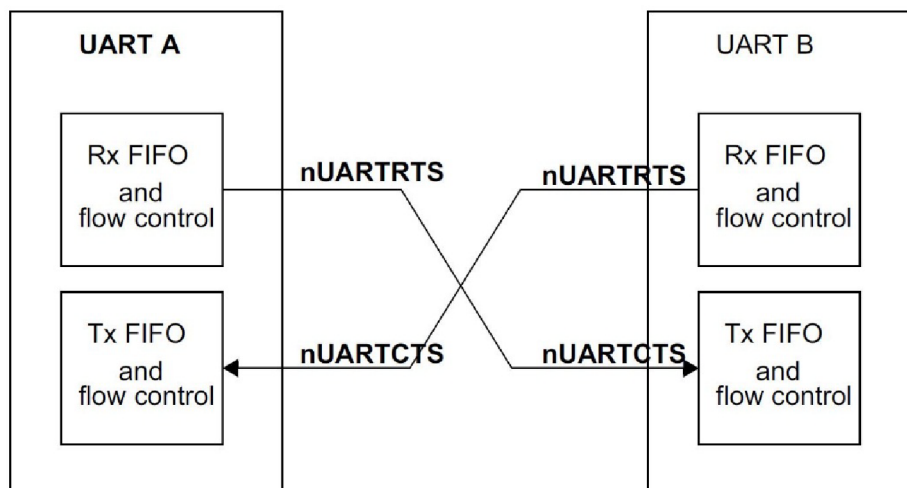 UART A
UART B
Rx FIFO
and
flow control
nUARTRTS
nUARTRTS
Rx FIFO
and
flow control
Tx FIFO
and
flow control
nUARTCTS
nUARTCTS
Tx FIFO
and
flow control